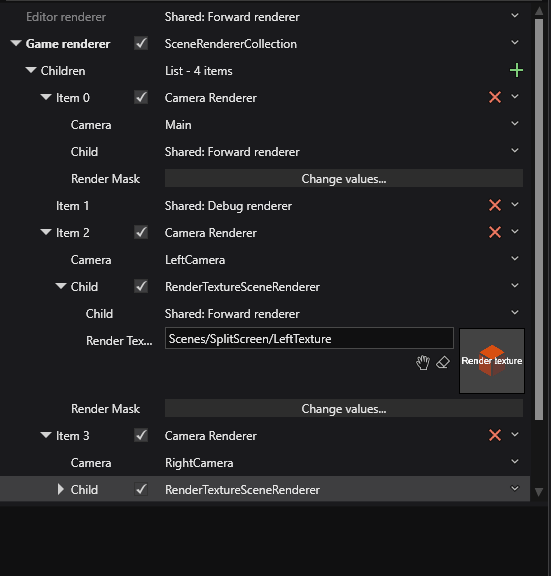 Editor renderer Shared: Forward renderer
Game renderer SceneRendererCollection
Children List - 4 items
Item 0 Camera Renderer
Camera Main
Child Shared: Forward renderer
Render Mask Change values...
Item 1 Shared: Debug renderer
Item 2 Camera Renderer
Camera LeftCamera
Child RenderTextureSceneRenderer
Child Shared: Forward renderer
Render Tex... Scenes/SplitScreen/LeftTexture
Render texture
Render Mask Change values...
Item 3 Camera Renderer
Camera RightCamera
Child RenderTextureSceneRenderer